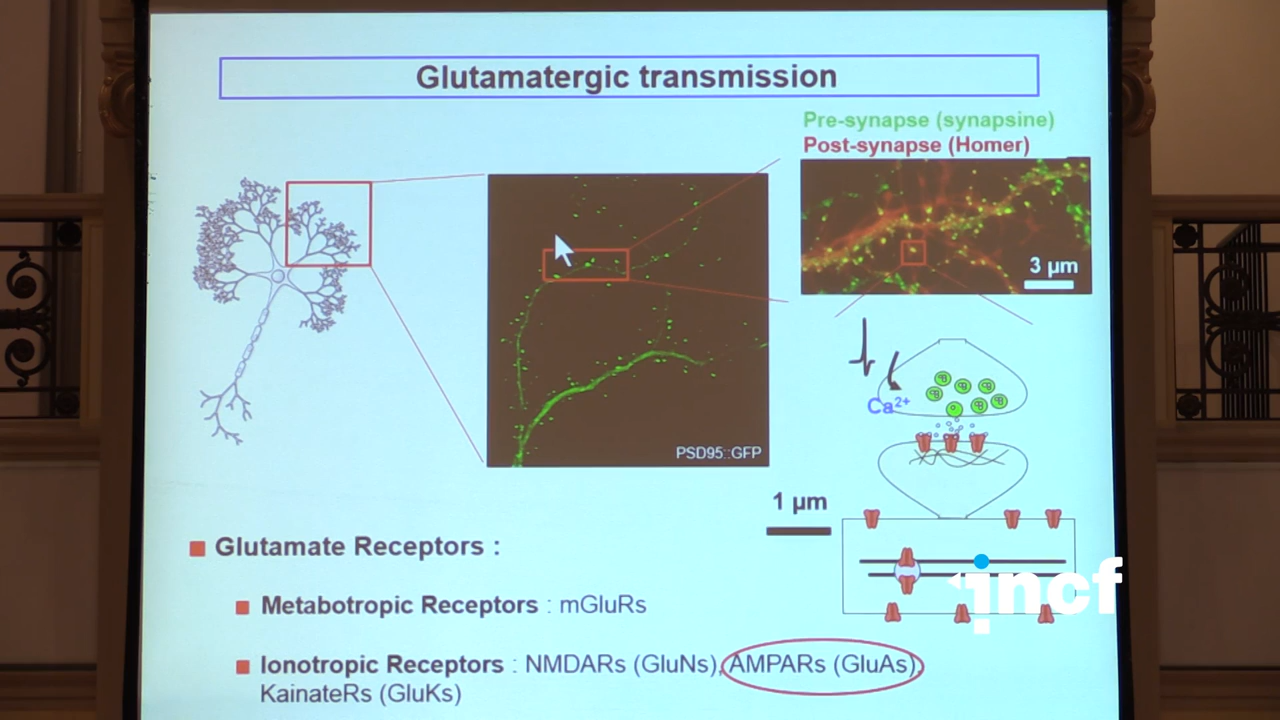 Glutamatergic transmission
Pre-synapse (synapsine)
Post-synapse (Homer)
3 µm
Ca²⁺
PSD95::GFP
1 µm
Glutamate Receptors :
Metabotropic Receptors : mGluRs
Ionotropic Receptors : NMDARs (GluNs), AMPARs (GluAs),
KainateRs (GluKs)
incf